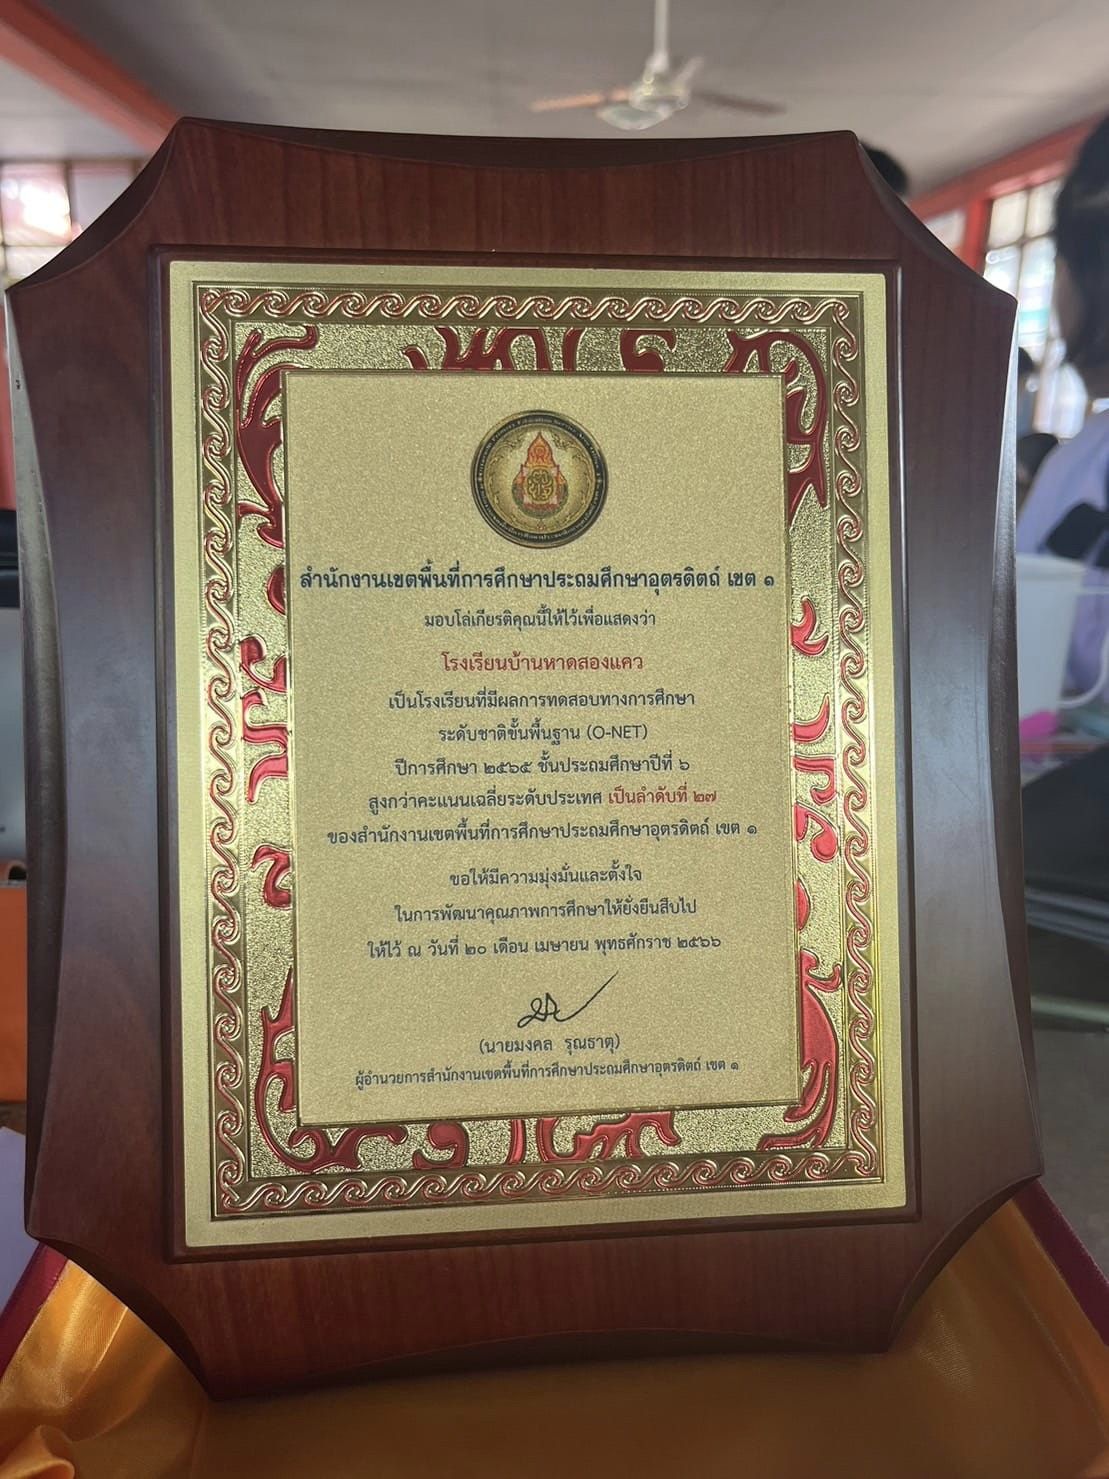 สำนักงานเขตพื้นที่การศึกษาประถมศึกษาอุตรดิตถ์ เขต ๑
มอบโล่เกียรติคุณนี้ให้ไว้เพื่อแสดงว่า
โรงเรียนบ้านหาดสองแคว
เป็นโรงเรียนที่มีผลการทดสอบทางการศึกษา
ระดับชาติขั้นพื้นฐาน (O-NET)
ปีการศึกษา ๒๕๖๕ ชั้นประถมศึกษาปีที่ ๖
สูงกว่าคะแนนเฉลี่ยระดับประเทศ เป็นลำดับที่ ๒๗
ของสำนักงานเขตพื้นที่การศึกษาประถมศึกษาอุตรดิตถ์ เขต ๑
ขอให้มีความมุ่งมั่นและตั้งใจ
ในการพัฒนาคุณภาพการศึกษาให้ยั่งยืนสืบไป
ให้ไว้ ณ วันที่ ๒๐ เดือน เมษายน พุทธศักราช ๒๕๖๖
(นายมงคล รุณธาตุ)
ผู้อำนวยการสำนักงานเขตพื้นที่การศึกษาประถมศึกษาอุตรดิตถ์ เขต ๑